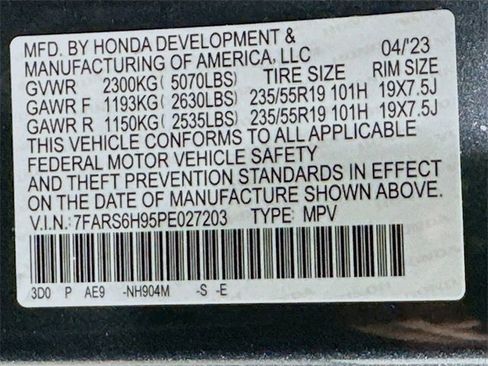 MFD. BY HONDA DEVELOPMENT &
MANUFACTURING OF AMERICA, LLC 04/'23
GVWR 2300KG( 5070LBS) TIRE SIZE RIM SIZE
GAWR F 1193KG( 2630LBS) 235/55R19 101H 19X7.5J
GAWR R 1150KG( 2535LBS) 235/55R19 101H 19X7.5J
THIS VEHICLE CONFORMS TO ALL APPLICABLE
FEDERAL MOTOR VEHICLE SAFETY
AND THEFT PREVENTION STANDARDS IN EFFECT
ON THE DATE OF MANUFACTURE SHOWN ABOVE.
V.I.N.:7FARS6H95PE027203 TYPE: MPV
3D0 P AE9 -NH904M -S -E